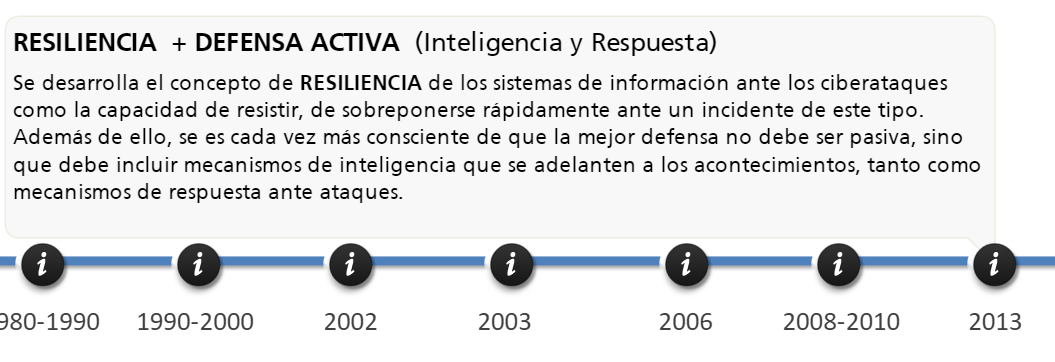 RESILIENCIA + DEFENSA ACTIVA (Inteligencia y Respuesta)
Se desarrolla el concepto de RESILIENCIA de los sistemas de información ante los ciberataques
como la capacidad de resistir, de sobreponerse rápidamente ante un incidente de este tipo.
Además de ello, se es cada vez más consciente de que la mejor defensa no debe ser pasiva, sino
que debe incluir mecanismos de inteligencia que se adelanten a los acontecimientos, tanto como
mecanismos de respuesta ante ataques.
i i i i i i i
980-1990 1990-2000 2002 2003 2006 2008-2010 2013